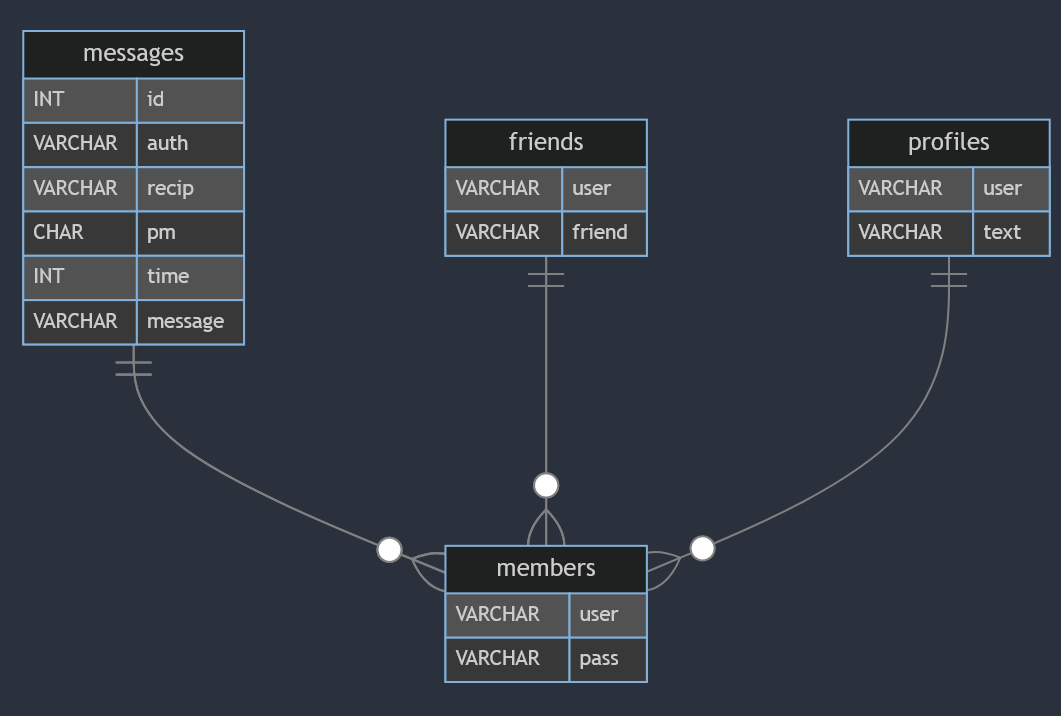 messages
INT id
VARCHAR auth
VARCHAR recip
CHAR pm
INT time
VARCHAR message
friends
VARCHAR user
VARCHAR friend
profiles
VARCHAR user
VARCHAR text
members
VARCHAR user
VARCHAR pass